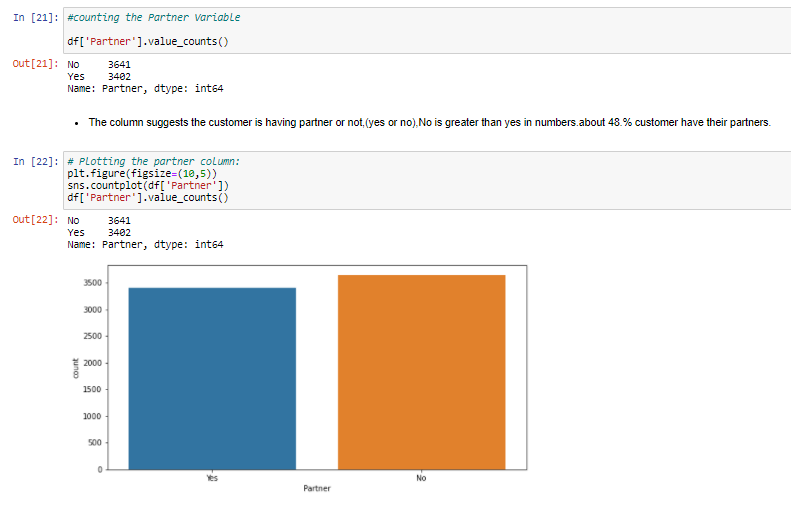 In [21]: #counting the Partner Variable
df['Partner'].value_counts()
Out[21]: No 3641
Yes 3402
Name: Partner, dtype: int64
• The column suggests the customer is having partner or not,(yes or no),No is greater than yes in numbers.about 48.% customer have their partners.
In [22]: # Plotting the partner column:
plt.figure(figsize=(10,5))
sns.countplot(df['Partner'])
df['Partner'].value_counts()
Out[22]: No 3641
Yes 3402
Name: Partner, dtype: int64
3500
3000
2500
2000
1500
1000
500
0
count
Yes No
Partner